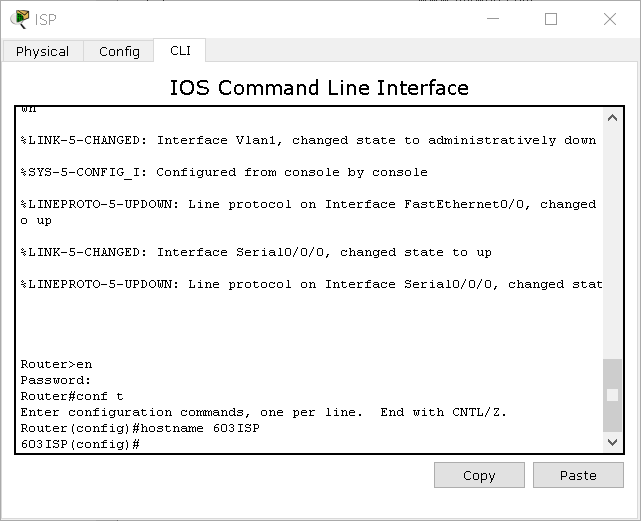 ISP
Physical
Config
CLI
IOS Command Line Interface
wn
%LINK-5-CHANGED: Interface Vlan1, changed state to administratively down
%SYS-5-CONFIG_I: Configured from console by console
%LINEPROTO-5-UPDOWN: Line protocol on Interface FastEthernet0/0, changed
o up
%LINK-5-CHANGED: Interface Serial0/0/0, changed state to up
%LINEPROTO-5-UPDOWN: Line protocol on Interface Serial0/0/0, changed stat
Router>en
Password:
Router#conf t
Enter configuration commands, one per line.  End with CNTL/Z.
Router(config)#hostname 603ISP
603ISP(config)#
Copy
Paste